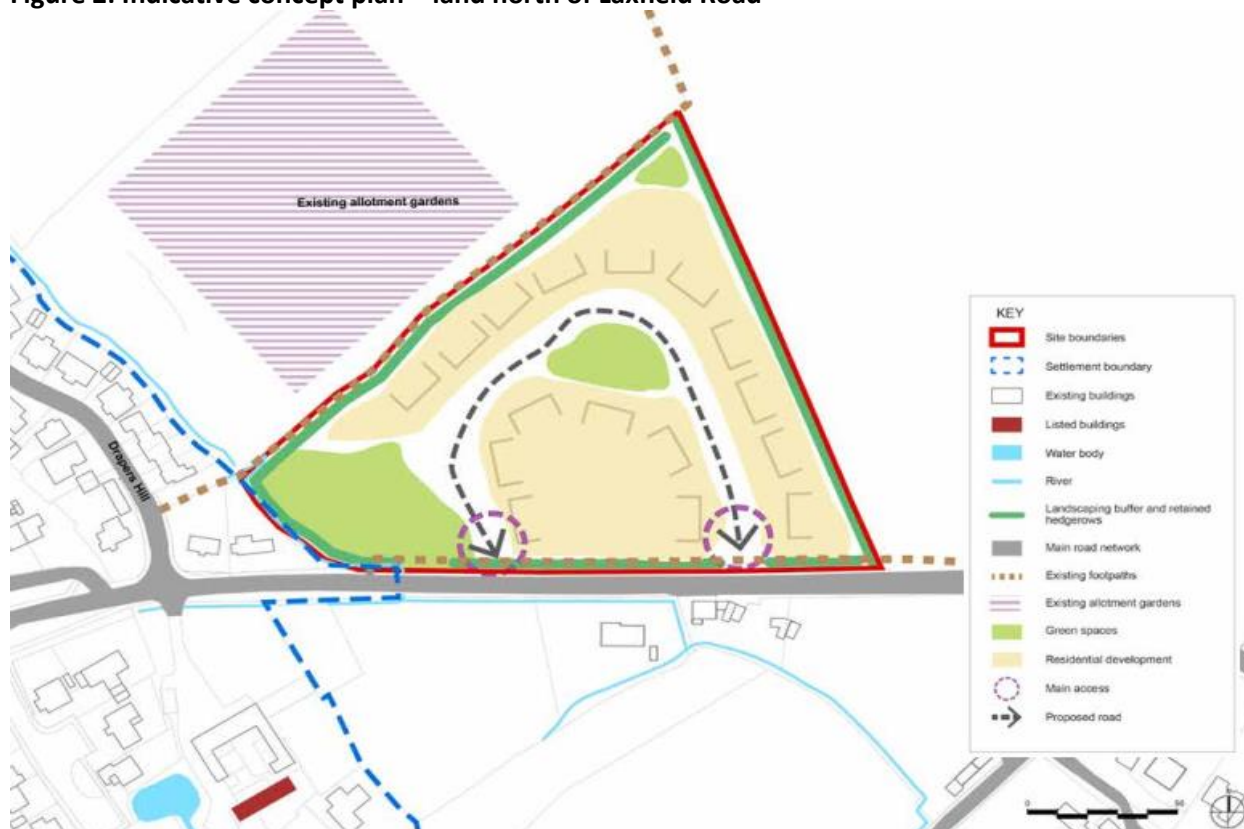 Figure 2: Indicative concept plan – land north of Laxfield Road
Existing allotment gardens
Drapers Hill
KEY
Site boundaries
Settlement boundary
Existing buildings
Listed buildings
Water body
River
Landscaping buffer and retained
hedgerows
Main road network
Existing footpaths
Existing allotment gardens
Green spaces
Residential development
Main access
Proposed road
0
50